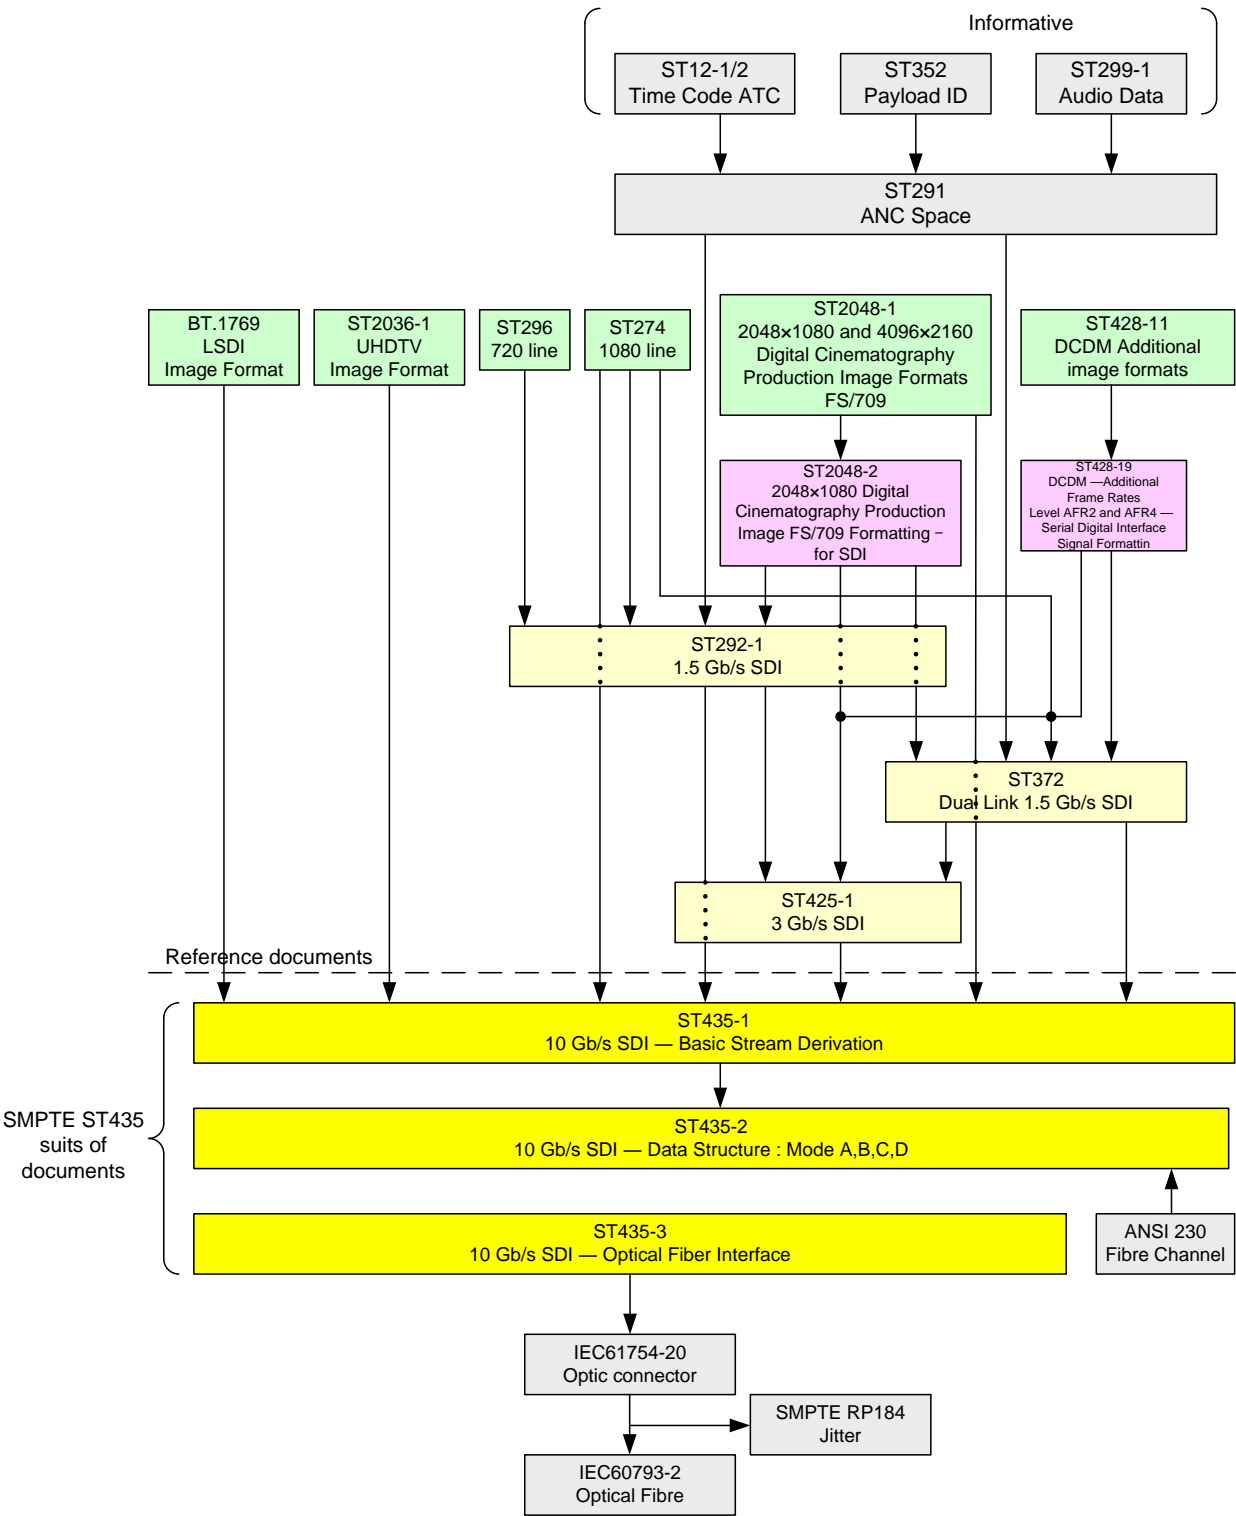 Informative
ST12-1/2
Time Code ATC
ST352
Payload ID
ST299-1
Audio Data
ST291
ANC Space
BT.1769
LSDI
Image Format
ST2036-1
UHDTV
Image Format
ST296
720 line
ST274
1080 line
ST2048-1
2048×1080 and 4096×2160
Digital Cinematography
Production Image Formats
FS/709
ST428-11
DCDM Additional
image formats
ST2048-2
2048×1080 Digital
Cinematography Production
Image FS/709 Formatting –
for SDI
ST428-19
DCDM —Additional
Frame Rates
Level AFR2 and AFR4 —
Serial Digital Interface
Signal Formattin
ST292-1
1.5 Gb/s SDI
ST372
Dual Link 1.5 Gb/s SDI
ST425-1
3 Gb/s SDI
Reference documents
ST435-1
10 Gb/s SDI — Basic Stream Derivation
SMPTE ST435
suits of
documents
ST435-2
10 Gb/s SDI — Data Structure : Mode A,B,C,D
ST435-3
10 Gb/s SDI — Optical Fiber Interface
ANSI 230
Fibre Channel
IEC61754-20
Optic connector
SMPTE RP184
Jitter
IEC60793-2
Optical Fibre